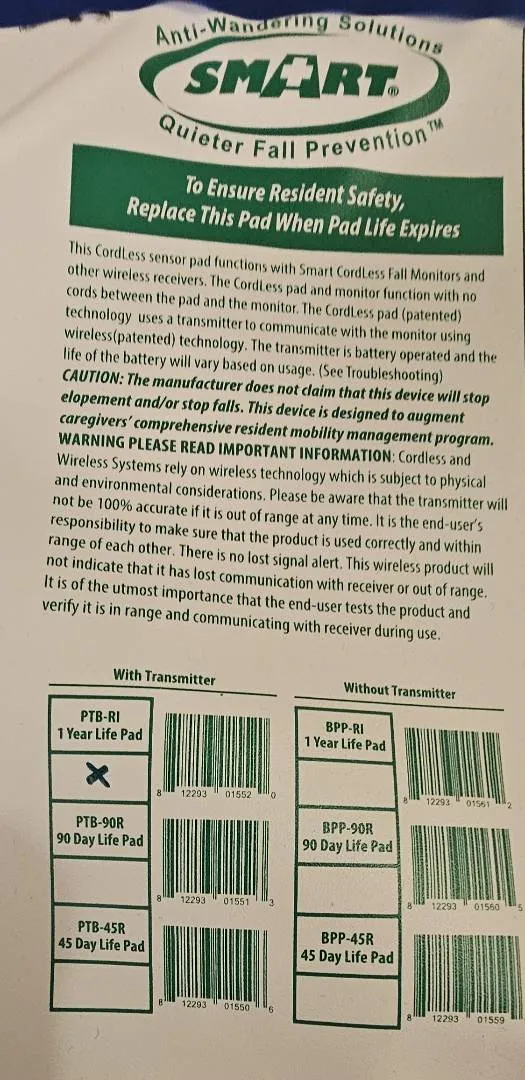 Anti-Wandering Solutions
SMART®
Quieter Fall Prevention™
To Ensure Resident Safety,
Replace This Pad When Pad Life Expires
This CordLess sensor pad functions with Smart CordLess Fall Monitors and
other wireless receivers. The CordLess pad and monitor function with no
cords between the pad and the monitor. The CordLess pad (patented)
technology uses a transmitter to communicate with the monitor using
wireless(patented) technology. The transmitter is battery operated and the
life of the battery will vary based on usage. (See Troubleshooting)
CAUTION: The manufacturer does not claim that this device will stop
elopement and/or stop falls. This device is designed to augment
caregivers' comprehensive resident mobility management program.
WARNING PLEASE READ IMPORTANT INFORMATION: Cordless and
Wireless Systems rely on wireless technology which is subject to physical
and environmental considerations. Please be aware that the transmitter will
not be 100% accurate if it is out of range at any time. It is the end-user's
responsibility to make sure that the product is used correctly and within
range of each other. There is no lost signal alert. This wireless product will
not indicate that it has lost communication with receiver or out of range.
It is of the utmost importance that the end-user tests the product and
verify it is in range and communicating with receiver during use.
With Transmitter
PTB-RI
1 Year Life Pad
X
8 12293 01552 0
PTB-90R
90 Day Life Pad
8 12293 01551 3
PTB-45R
45 Day Life Pad
8 12293 01550 6
Without Transmitter
BPP-RI
1 Year Life Pad
8 12293 01561 2
BPP-90R
90 Day Life Pad
8 12293 01560 5
BPP-45R
45 Day Life Pad
8 12293 01559